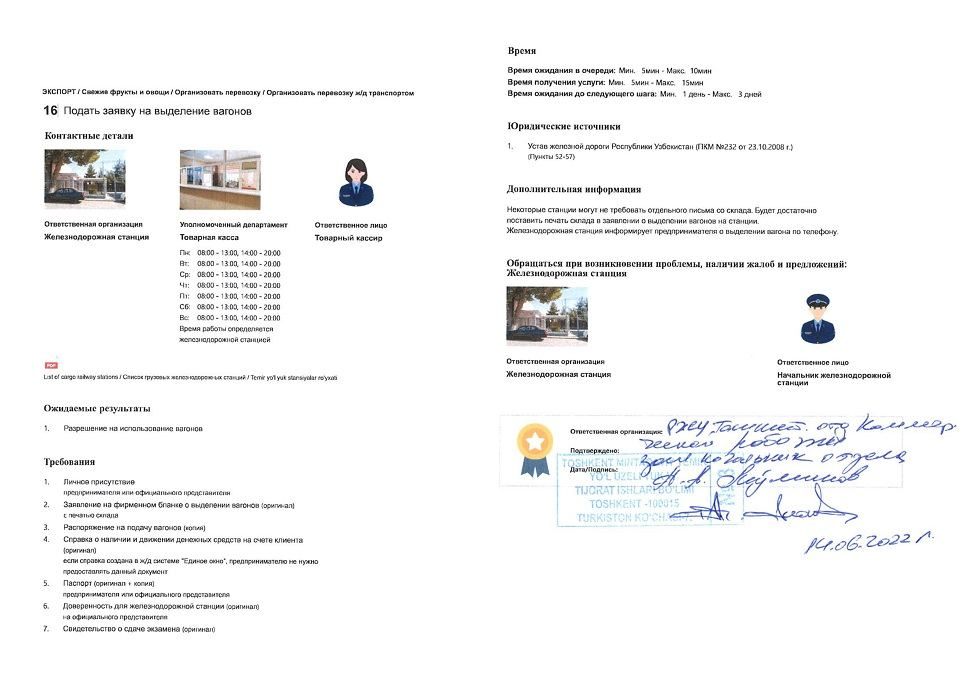 ЭКСПОРТ / Свежие фрукты и овощи / Организовать перевозку / Организовать перевозку ж/д транспортом
16 Подать заявку на выделение вагонов
Контактные детали
Ответственная организация
Железнодорожная станция
Уполномоченный департамент
Товарная касса
Пн: 08:00 - 13:00, 14:00 - 20:00
Вт: 08:00 - 13:00, 14:00 - 20:00
Ср: 08:00 - 13:00, 14:00 - 20:00
Чт: 08:00 - 13:00, 14:00 - 20:00
Пт: 08:00 - 13:00, 14:00 - 20:00
Сб: 08:00 - 13:00, 14:00 - 20:00
Вс: 08:00 - 13:00, 14:00 - 20:00
Время работы определяется
железнодорожной станцией
Ответственное лицо
Товарный кассир
PDF
List of cargo railway stations / Список грузовых железнодорожных станций / Temir yo'l yuk stansiyalar ro'yxati
Ожидаемые результаты
1. Разрешение на использование вагонов
Требования
1. Личное присутствие
предпринимателя или официального представителя
2. Заявление на фирменном бланке о выделении вагонов (оригинал)
с печатью склада
3. Распоряжение на подачу вагонов (копия)
4. Справка о наличии и движении денежных средств на счете клиента
(оригинал)
если справка создана в ж/д системе "Единое окно", предпринимателю не нужно
предоставлять данный документ
5. Паспорт (оригинал + копия)
предпринимателя или официального представителя
6. Доверенность для железнодорожной станции (оригинал)
на официального представителя
7. Свидетельство о сдаче экзамена (оригинал)
Время
Время ожидания в очереди: Мин. 5мин - Макс. 10мин
Время получения услуги: Мин. 5мин - Макс. 15мин
Время ожидания до следующего шага: Мин. 1 день - Макс. 3 дней
Юридические источники
1. Устав железной дороги Республики Узбекистан (ПКМ №232 от 23.10.2008 г.)
(Пункты 52-57)
Дополнительная информация
Некоторые станции могут не требовать отдельного письма со склада. Будет достаточно
поставить печать склада в заявлении о выделении вагонов на станции.
Железнодорожная станция информирует предпринимателя о выделении вагона по телефону.
Обращаться при возникновении проблемы, наличии жалоб и предложений:
Железнодорожная станция
Ответственная организация
Железнодорожная станция
Ответственное лицо
Начальник железнодорожной
станции
Ответственная организация:
Подтверждено:
отдела
Дата/Подпись:
TOSHKENT
YO'L
TIJORAT ISHLARI BO'LIMI
TOSHKENT -100015
TURKISTON KO'CHASI
14.06.2022 г.